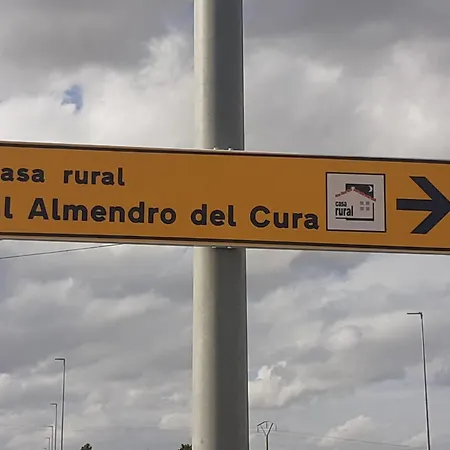 asa rural
l Almendro del Cura
casa
rural